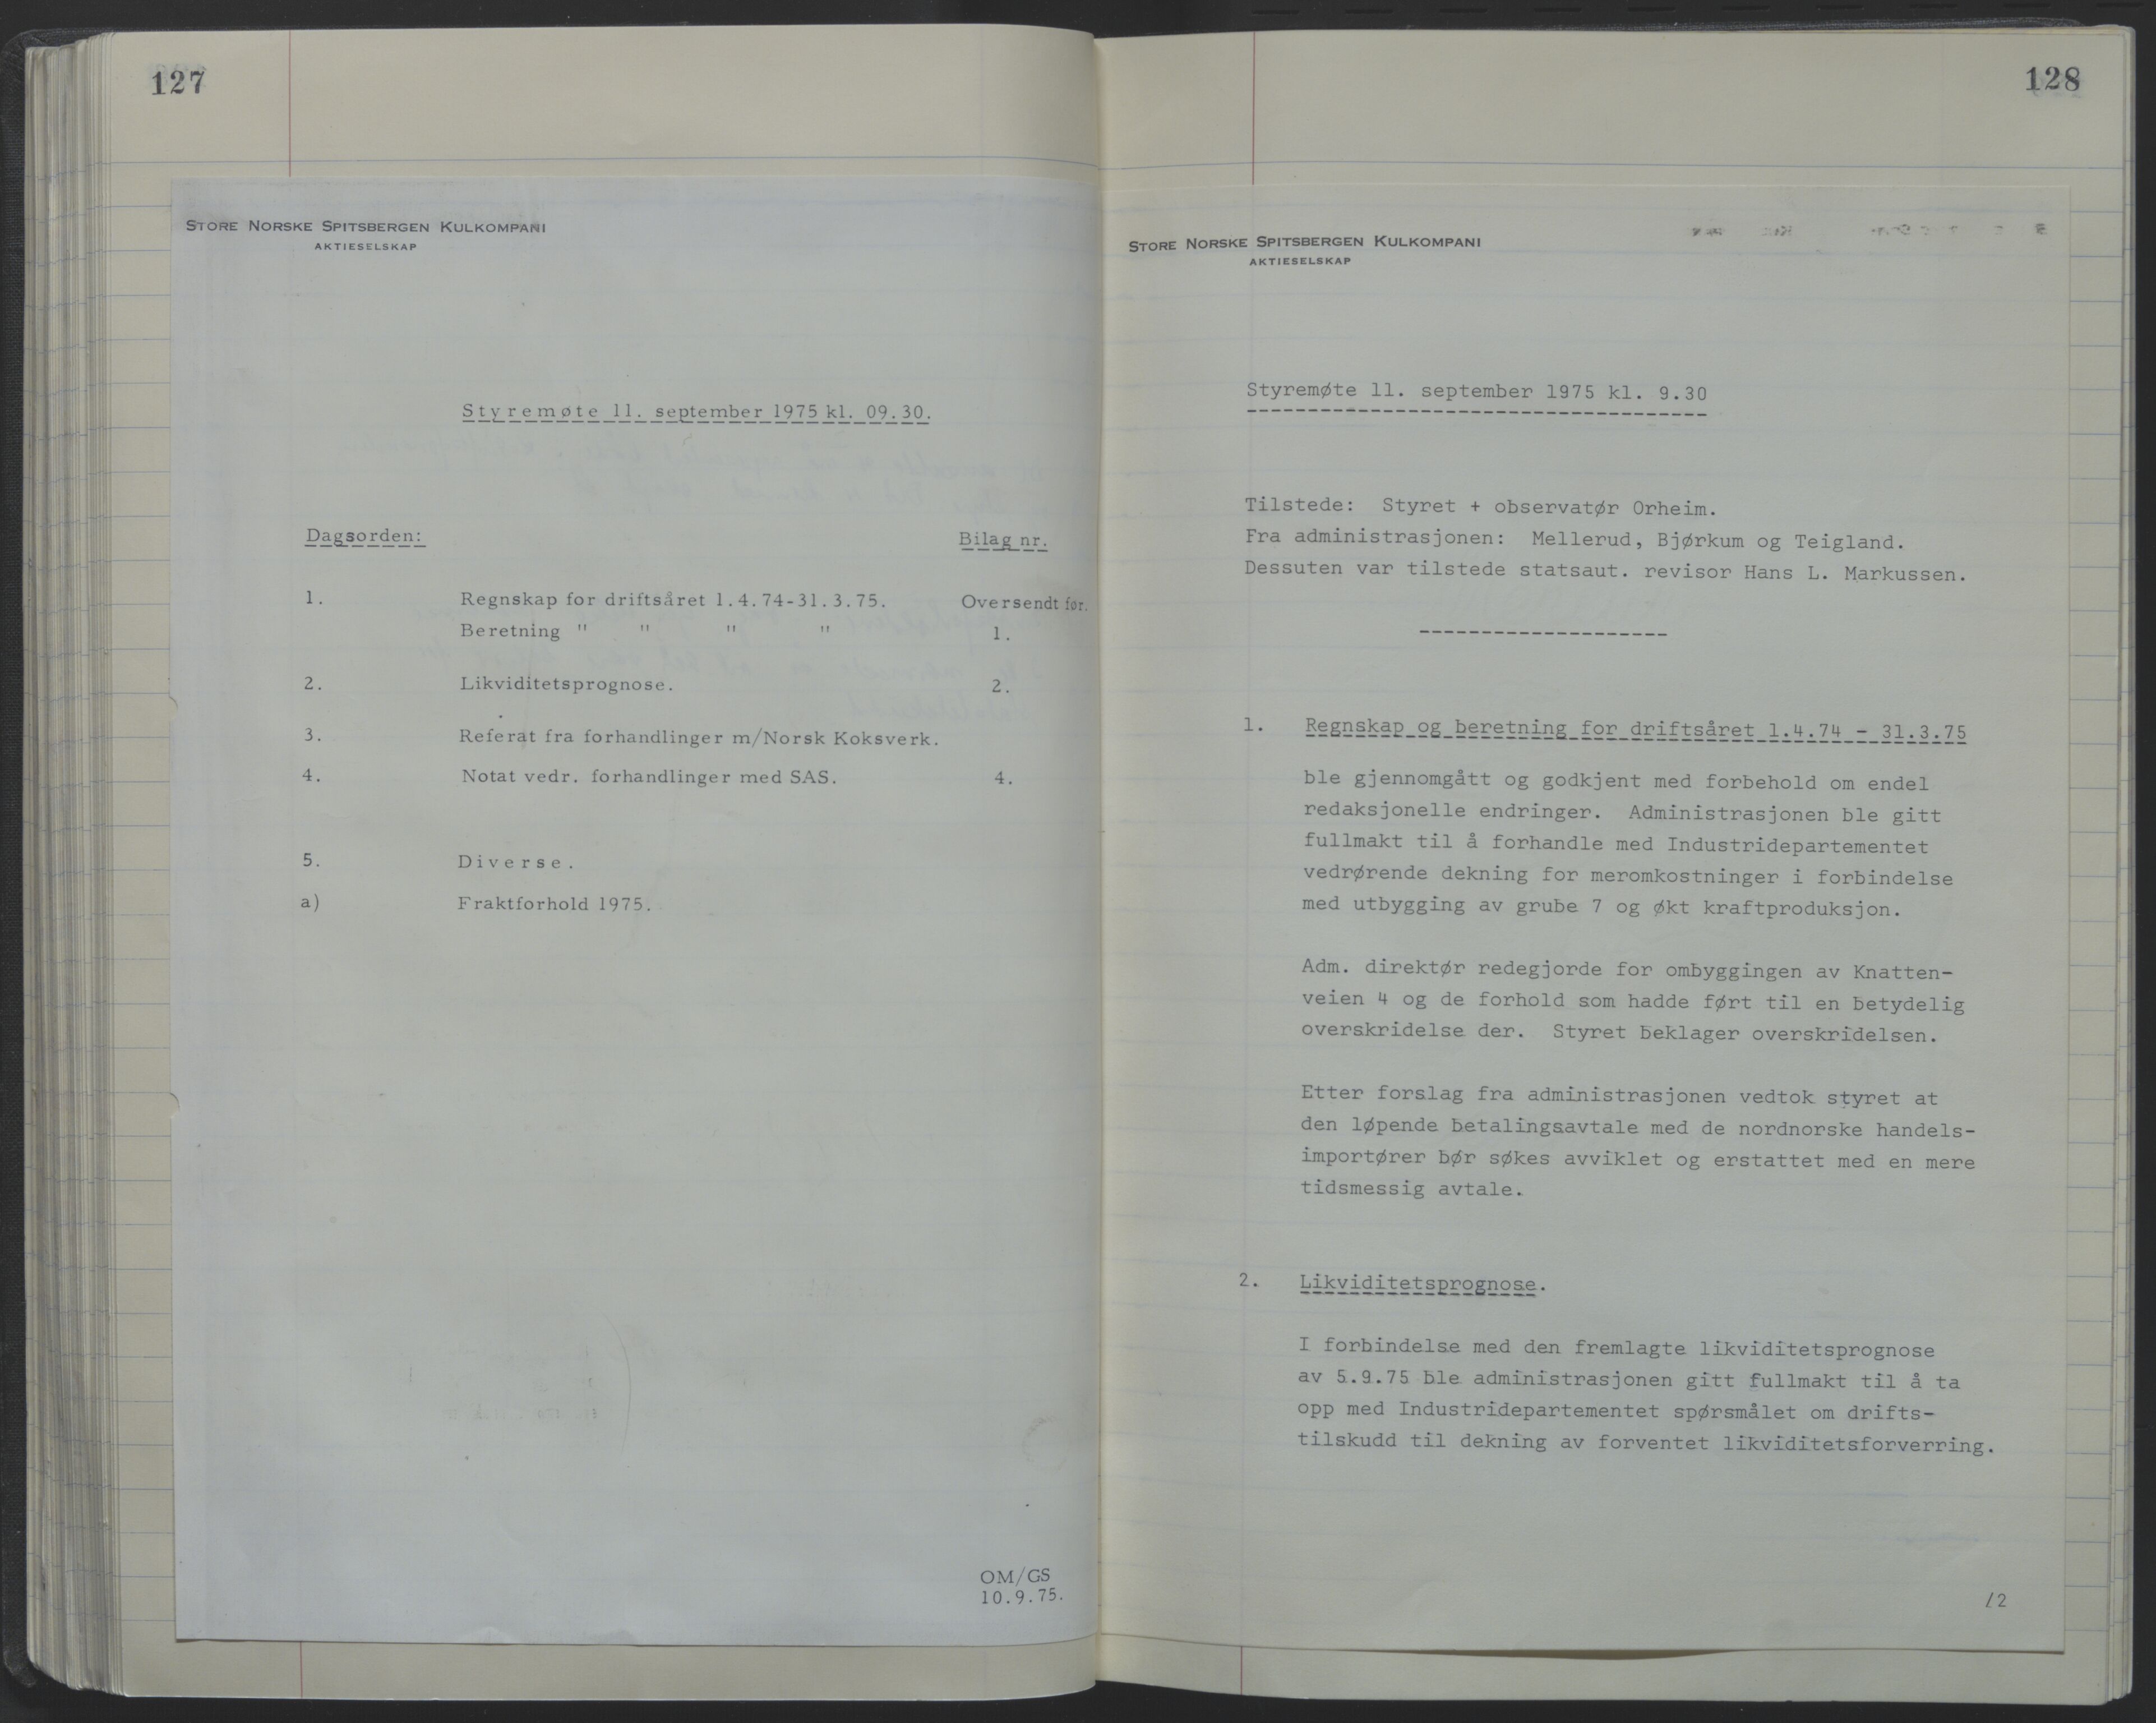 127
STORE NORSKE SPITSBERGEN KULKOMPANI
AKTIESELSKAP
Styremøte 11. september 1975 kl. 09.30.
Dagsorden: Bilag nr.
1. Regnskap for driftsåret 1.4.74-31.3.75. Oversendt før.
Beretning " " " " 1.
2. Likviditetsprognose. 2.
3. Referat fra forhandlinger m/Norsk Koksverk.
4. Notat vedr. forhandlinger med SAS. 4.
5. Diverse.
a) Fraktforhold 1975.
OM/GS
10.9.75.
128
STORE NORSKE SPITSBERGEN KULKOMPANI
AKTIESELSKAP
Styremøte 11. september 1975 kl. 9.30
Tilstede: Styret + observatør Orheim.
Fra administrasjonen: Mellerud, Bjørkum og Teigland.
Dessuten var tilstede statsaut. revisor Hans L. Markussen.
1. Regnskap og beretning for driftsåret 1.4.74 - 31.3.75
ble gjennomgått og godkjent med forbehold om endel
redaksjonelle endringer. Administrasjonen ble gitt
fullmakt til å forhandle med Industridepartementet
vedrørende dekning for meromkostninger i forbindelse
med utbygging av grube 7 og økt kraftproduksjon.
Adm. direktør redegjorde for ombyggingen av Knatten-
veien 4 og de forhold som hadde ført til en betydelig
overskridelse der. Styret beklager overskridelsen.
Etter forslag fra administrasjonen vedtok styret at
den løpende betalingsavtale med de nordnorske handels-
importører bør søkes avviklet og erstattet med en mere
tidsmessig avtale.
2. Likviditetsprognose.
I forbindelse med den fremlagte likviditetsprognose
av 5.9.75 ble administrasjonen gitt fullmakt til å ta
opp med Industridepartementet spørsmålet om drifts-
tilskudd til dekning av forventet likviditetsforverring.
/2